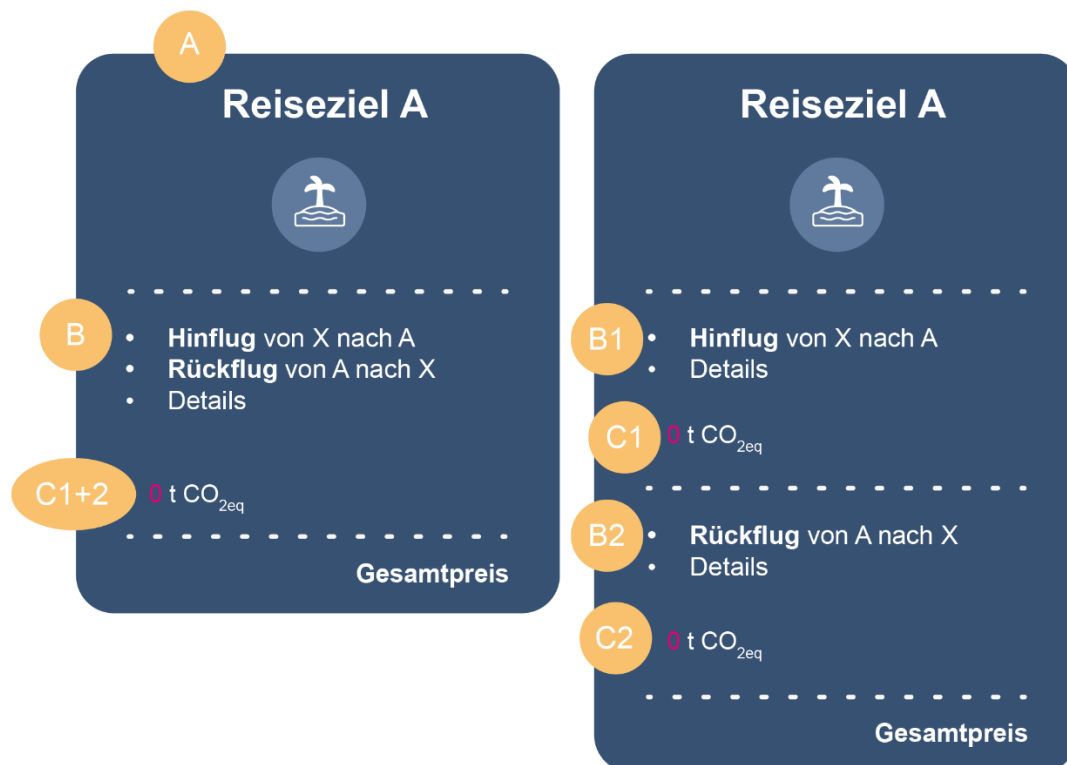 A
Reiseziel A
B
• Hinflug von X nach A
• Rückflug von A nach X
• Details
C1+2
0 t CO2eq
Gesamtpreis
Reiseziel A
B1
• Hinflug von X nach A
• Details
C1
0 t CO2eq
B2
• Rückflug von A nach X
• Details
C2
0 t CO2eq
Gesamtpreis